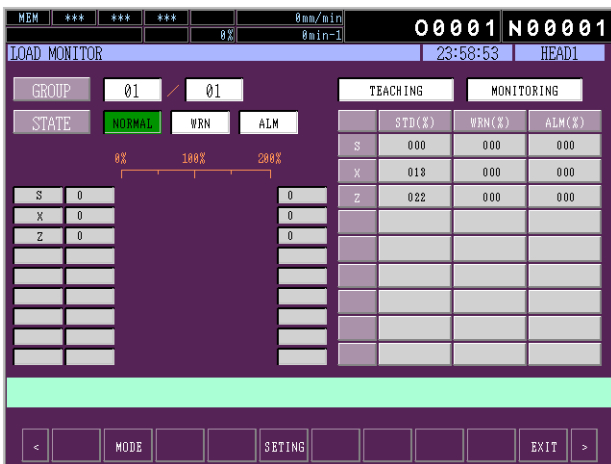 MEM *** *** *** 0mm/min O0001 N00001
0% 0min-1
LOAD MONITOR 23:58:53 HEAD1
GROUP 01 / 01 TEACHING MONITORING
STATE NORMAL WRN ALM STD(%) WRN(%) ALM(%)
S 000 000 000
0% 100% 200%
X 013 000 000
S 0 0 Z 022 000 000
X 0 0
Z 0 0
< MODE SETING EXIT >